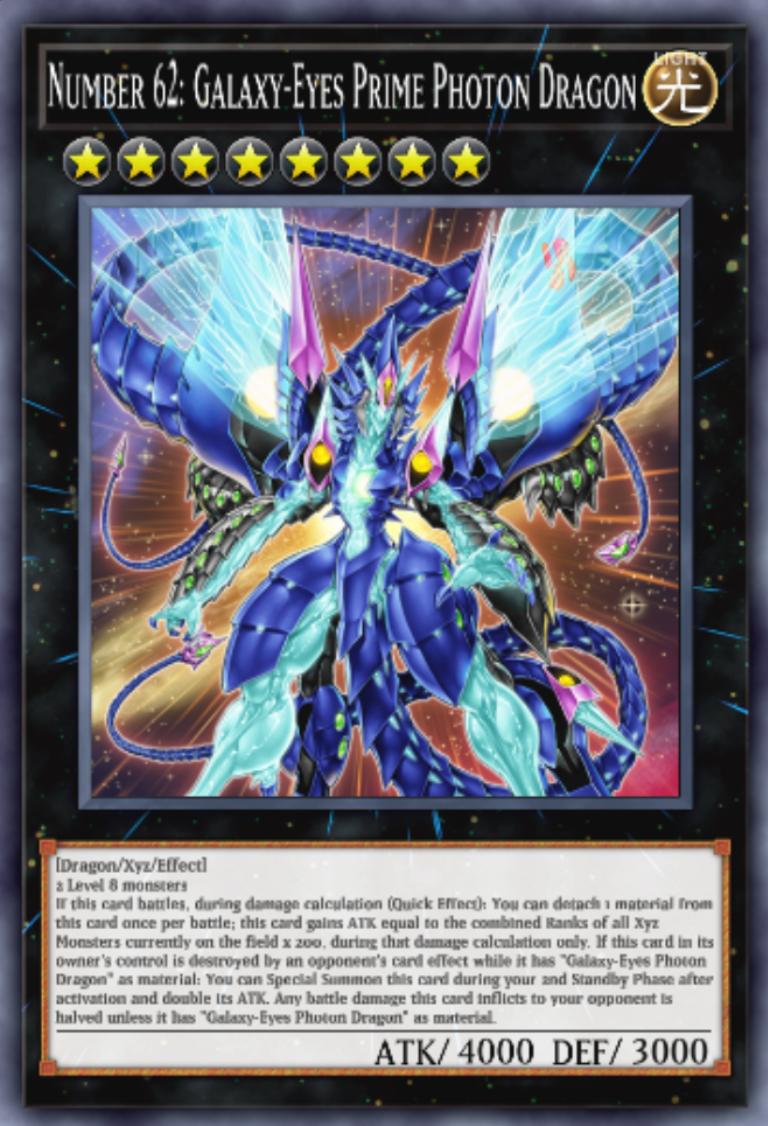 NUMBER 62: GALAXY-EYES PRIME PHOTON DRAGON
LIGHT
光
[Dragon/Xyz/Effect]
2 Level 8 monsters
If this card battles, during damage calculation (Quick Effect): You can detach 1 material from
this card once per battle; this card gains ATK equal to the combined Ranks of all Xyz
Monsters currently on the field x 200, during that damage calculation only. If this card in its
owner's control is destroyed by an opponent's card effect while it has "Galaxy-Eyes Photon
Dragon" as material: You can Special Summon this card during your 2nd Standby Phase after
activation and double its ATK. Any battle damage this card inflicts to your opponent is
halved unless it has "Galaxy-Eyes Photon Dragon" as material.
ATK/ 4000 DEF/ 3000